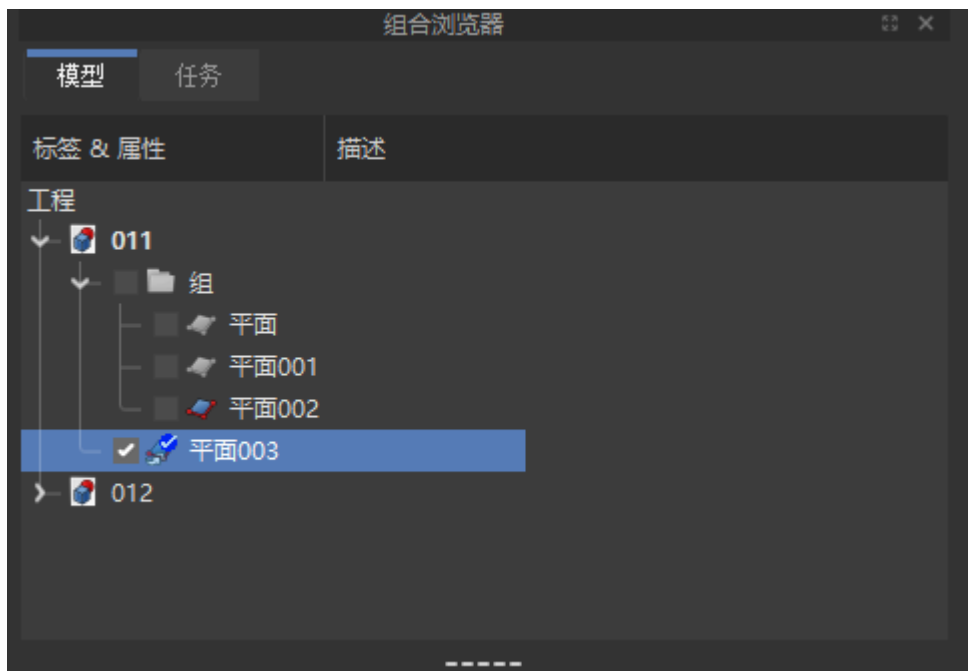 组合浏览器
模型 任务
标签 & 属性 描述
工程
011
组
平面
平面001
平面002
平面003
012